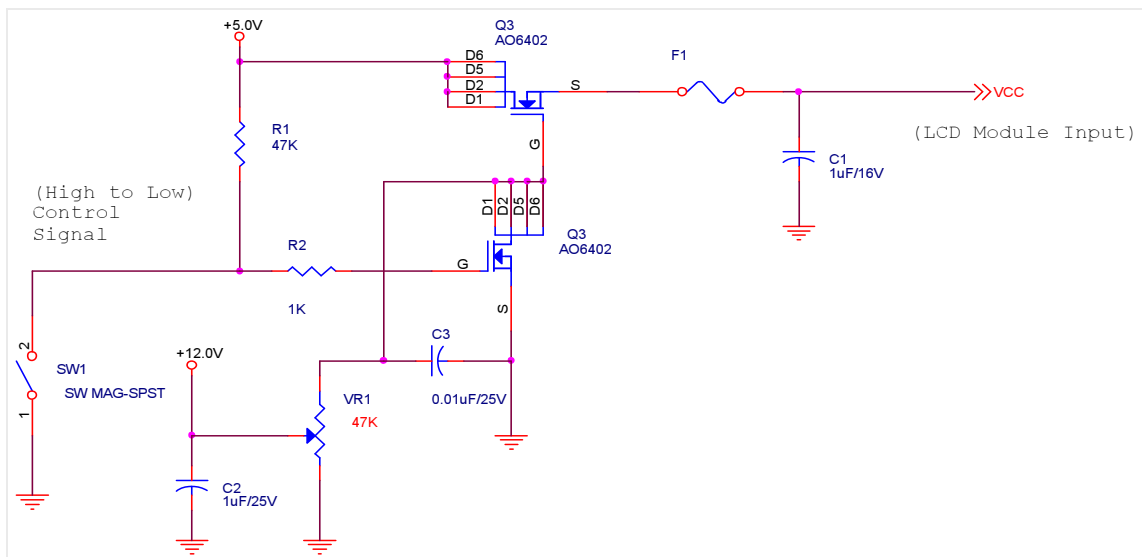 +5.0V
Q3
AO6402
D6
D5
D2
D1
S
G
F1
VCC
(LCD Module Input)
R1
47K
C1
1uF/16V
(High to Low)
Control
Signal
D1
D2
D5
D6
Q3
AO6402
R2
1K
G
S
2
SW1
SW MAG-SPST
1
+12.0V
C3
0.01uF/25V
VR1
47K
C2
1uF/25V